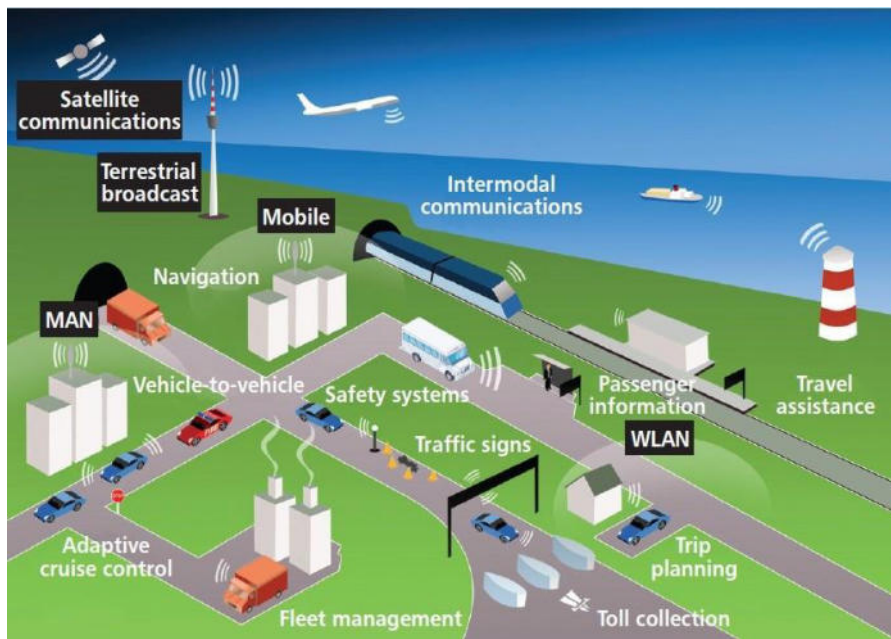 Satellite
communications
Terrestrial
broadcast
Mobile
Intermodal
communications
Navigation
MAN
Vehicle-to-vehicle
Safety systems
Passenger
information
Travel
assistance
Traffic signs
WLAN
Adaptive
cruise control
Trip
planning
Fleet management
Toll collection